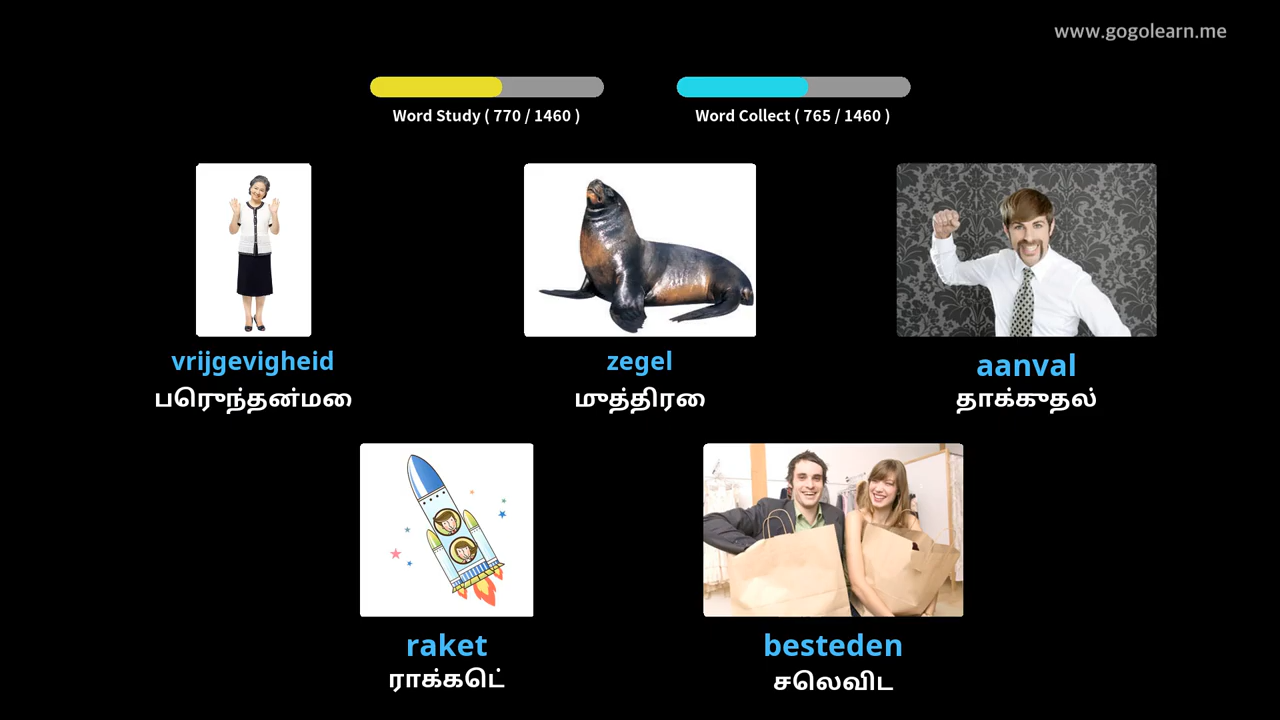 www.gogolearn.me
Word Study ( 770 / 1460 )
Word Collect ( 765 / 1460 )
vrijgevigheid
பெருந்தன்மை
zegel
முத்திரை
aanval
தாக்குதல்
raket
ராக்கெட்
besteden
செலவிட